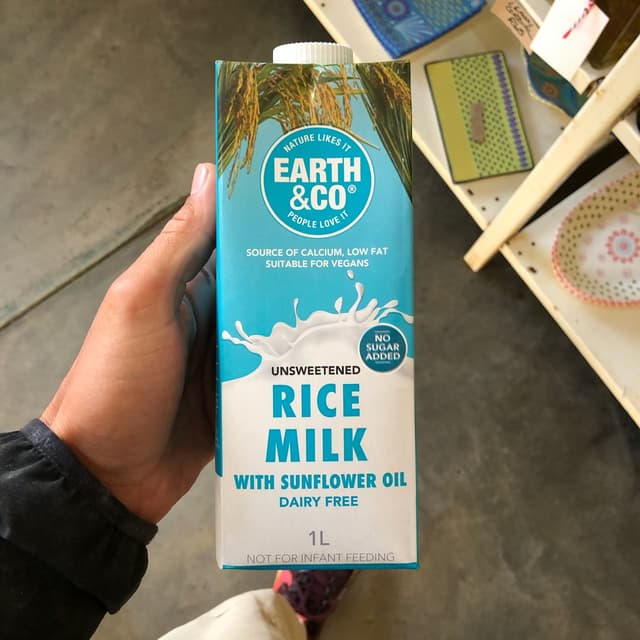 NATURE LIKES IT
EARTH
&CO®
PEOPLE LOVE IT
SOURCE OF CALCIUM, LOW FAT
SUITABLE FOR VEGANS
NO
SUGAR
ADDED
UNSWEETENED
RICE
MILK
WITH SUNFLOWER OIL
DAIRY FREE
1L
NOT FOR INFANT FEEDING